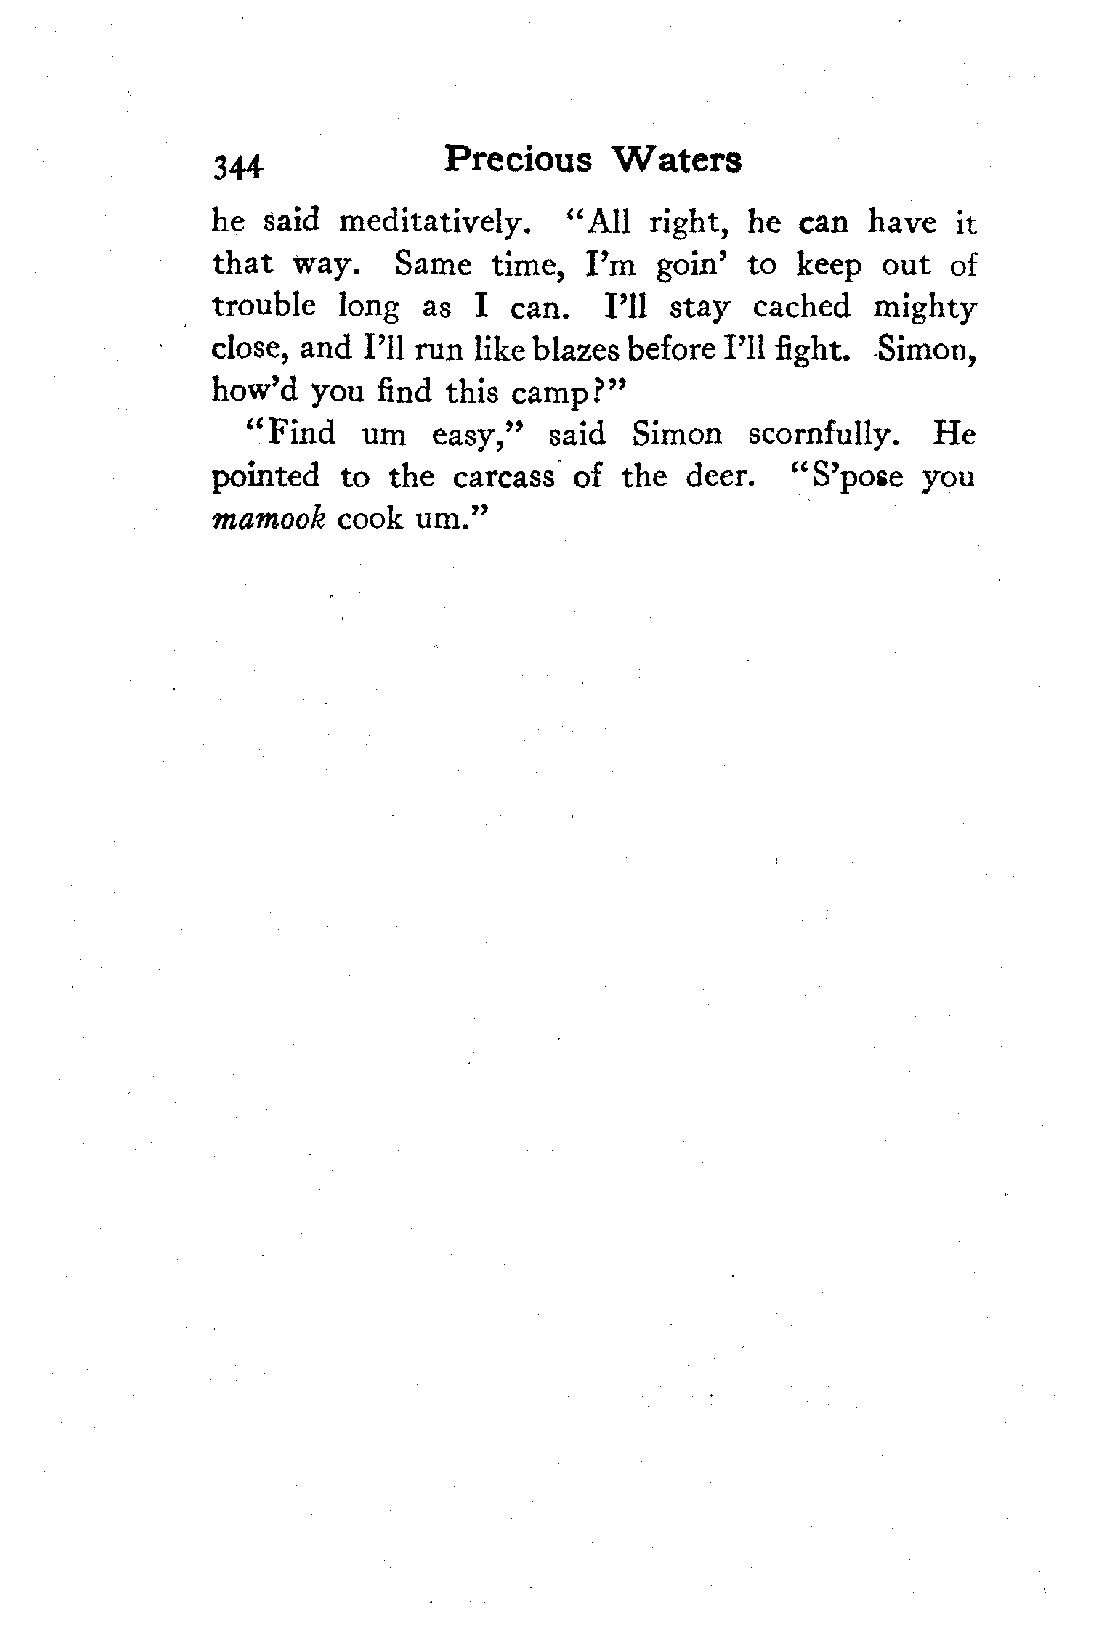 344 Precious Waters
he said meditatively. "All right, he can have it
that way. Same time, I'm goin' to keep out of
trouble long as I can. I'll stay cached mighty
close, and I'll run like blazes before I'll fight. Simon,
how'd you find this camp?"
"Find um easy," said Simon scornfully. He
pointed to the carcass of the deer. "S'pose you
mamook cook um."